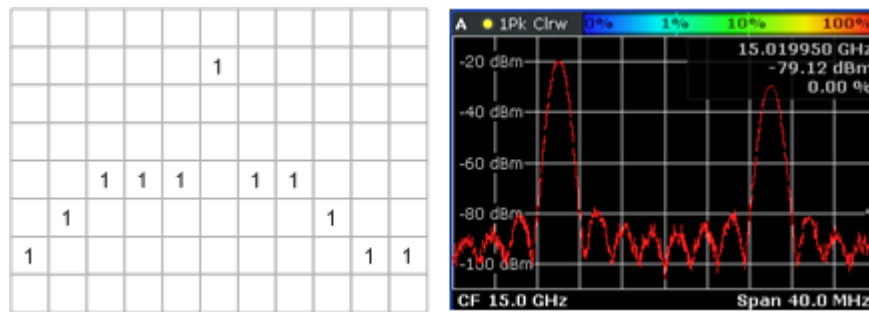 1
1 1 1 1 1
1 1
1 1 1
A 1Pk Clrw 0% 1% 10% 100%
15.019950 GHz
-79.12 dBm
0.00 %
-20 dBm
-40 dBm
-60 dBm
-80 dBm
-100 dBm
CF 15.0 GHz Span 40.0 MHz